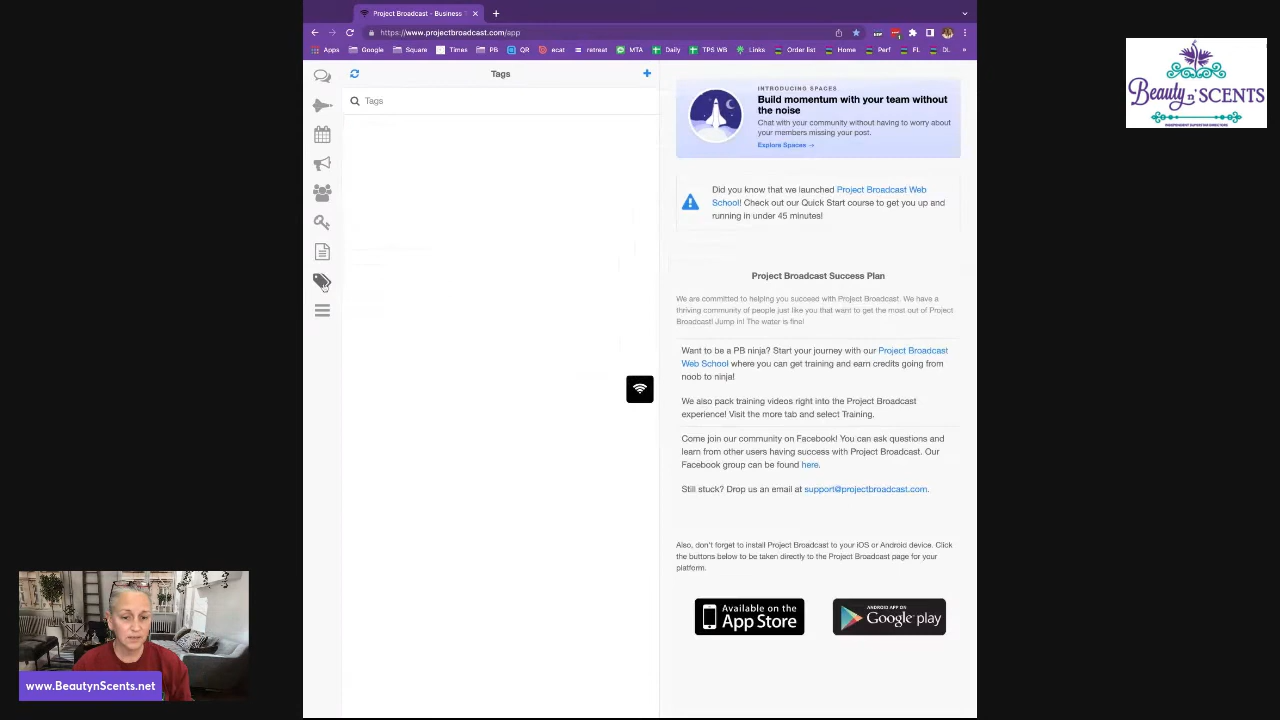 Project Broadcast - Business T
https://www.projectbroadcast.com/app
Apps Google Square Times PB QR ecat retreat MTA Daily TPS WB Links Order list Home Perf FL DL »
Tags
Tags
INTRODUCING SPACES
Build momentum with your team without
the noise
Chat with your community without having to worry about
your members missing your post.
Explore Spaces →
Did you know that we launched Project Broadcast Web
School! Check out our Quick Start course to get you up and
running in under 45 minutes!
Project Broadcast Success Plan
We are committed to helping you succeed with Project Broadcast. We have a
thriving community of people just like you that want to get the most out of Project
Broadcast! Jump in! The water is fine!
Want to be a PB ninja? Start your journey with our Project Broadcast
Web School where you can get training and earn credits going from
noob to ninja!
We also pack training videos right into the Project Broadcast
experience! Visit the more tab and select Training.
Come join our community on Facebook! You can ask questions and
learn from other users having success with Project Broadcast. Our
Facebook group can be found here.
Still stuck? Drop us an email at support@projectbroadcast.com.
Also, don't forget to install Project Broadcast to your iOS or Android device. Click
the buttons below to be taken directly to the Project Broadcast page for your
platform.
Available on the
App Store
ANDROID APP ON
Google play
Beauty n' SCENTS
www.BeautynScents.net